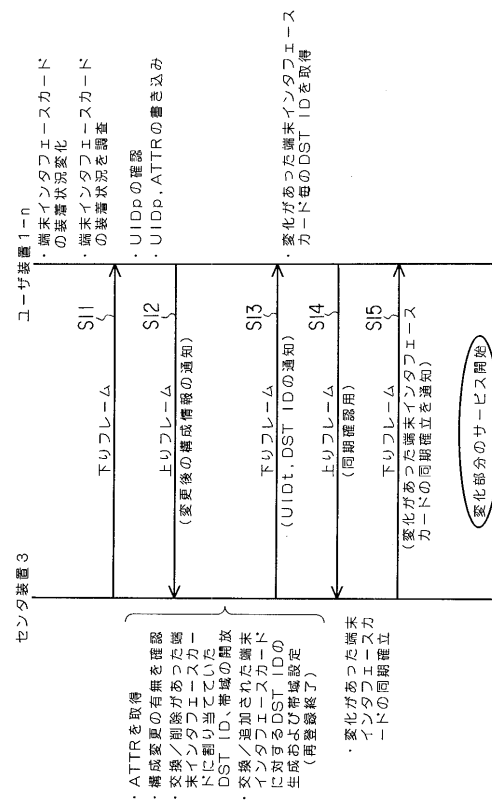 センタ装置3
ユーザ装置1-n
・端末インタフェースカード
の装着状況変化
・端末インタフェースカード
の装着状況を調査
S11
下りフレーム
・UIDpの確認
・UIDp,ATTRの書き込み
S12
上りフレーム
(変更後の構成情報の通知)
・ATTRを取得
・構成変更の有無を確認
・交換/削除があった端
末インタフェースカー
ドに割り当てていた
DST ID、帯域の開放
・交換/追加された端末
インタフェースカード
に対するDST IDの
生成および帯域設定
(再登録終了)
S13
下りフレーム
(UIDt,DST IDの通知)
・変化があった端末インタフェース
カード毎のDST IDを取得
S14
上りフレーム
(同期確認用)
・変化があった端末
インタフェースカ
ードの同期確立
S15
下りフレーム
(変化があった端末インタフェース
カードの同期確立を通知)
変化部分のサービス開始